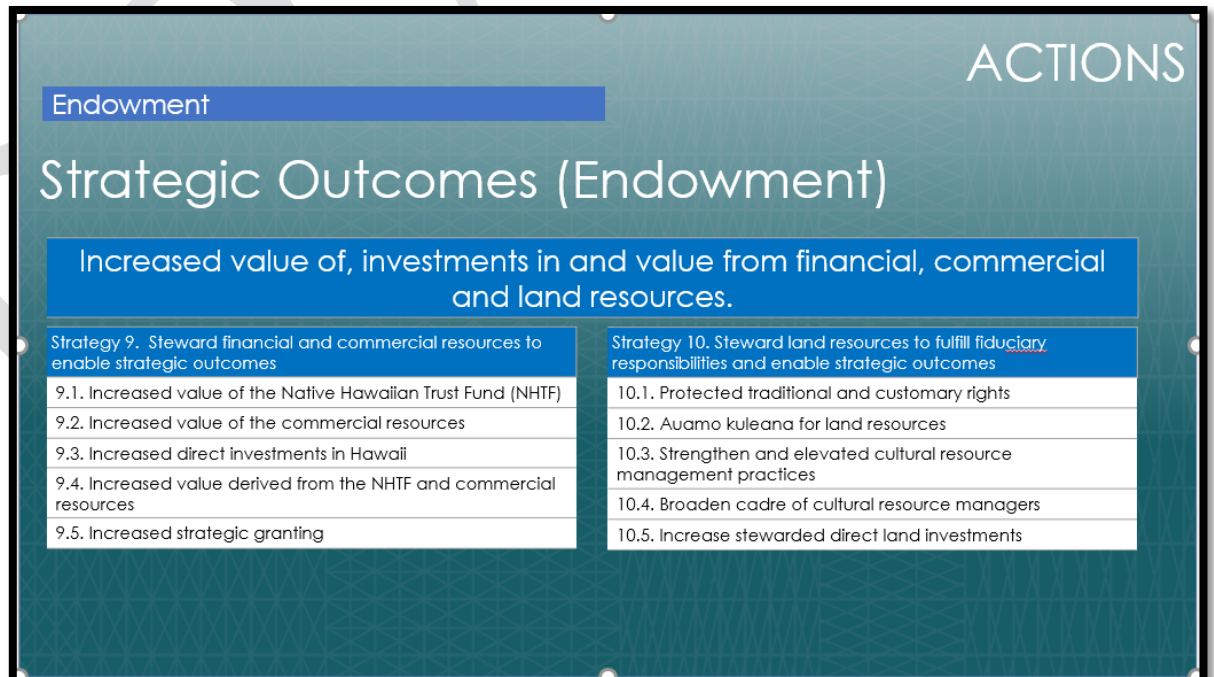 ACTIONS
Endowment
Strategic Outcomes (Endowment)
Increased value of, investments in and value from financial, commercial
and land resources.
Strategy 9.  Steward financial and commercial resources to
enable strategic outcomes
9.1. Increased value of the Native Hawaiian Trust Fund (NHTF)
9.2. Increased value of the commercial resources
9.3. Increased direct investments in Hawaii
9.4. Increased value derived from the NHTF and commercial
resources
9.5. Increased strategic granting
Strategy 10. Steward land resources to fulfill fiduciary
responsibilities and enable strategic outcomes
10.1. Protected traditional and customary rights
10.2. Auamo kuleana for land resources
10.3. Strengthen and elevated cultural resource
management practices
10.4. Broaden cadre of cultural resource managers
10.5. Increase stewarded direct land investments